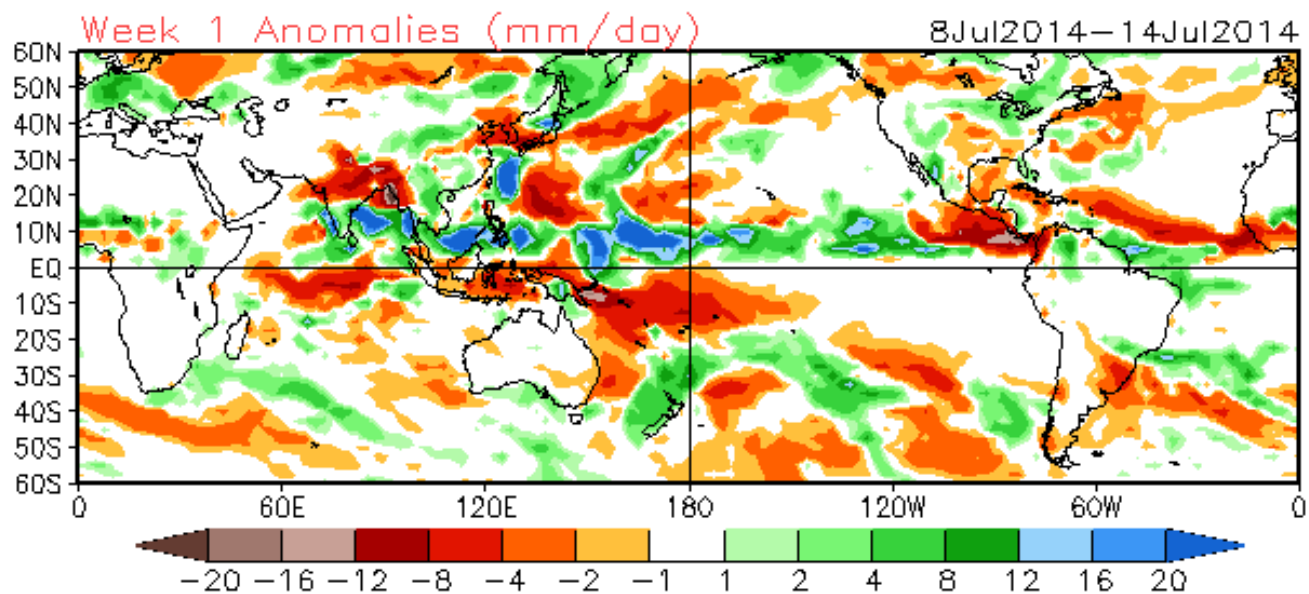 Week 1 Anomalies (mm/day) 8Jul2014−14Jul2014
60N
50N
40N
30N
20N
10N
EQ
10S
20S
30S
40S
50S
60S
0 60E 120E 180 120W 60W 0
−20 −16 −12 −8 −4 −2 −1 1 2 4 8 12 16 20